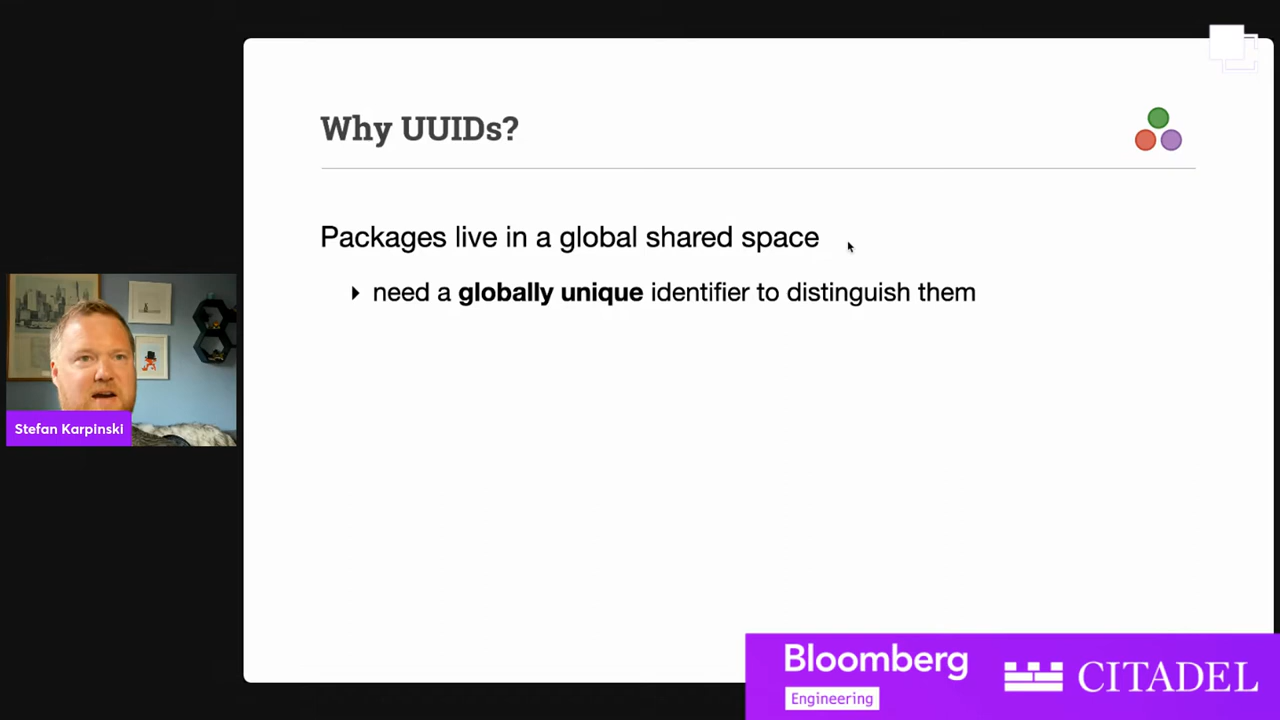 Why UUIDs?
Packages live in a global shared space
need a globally unique identifier to distinguish them
Stefan Karpinski
Bloomberg
Engineering
CITADEL